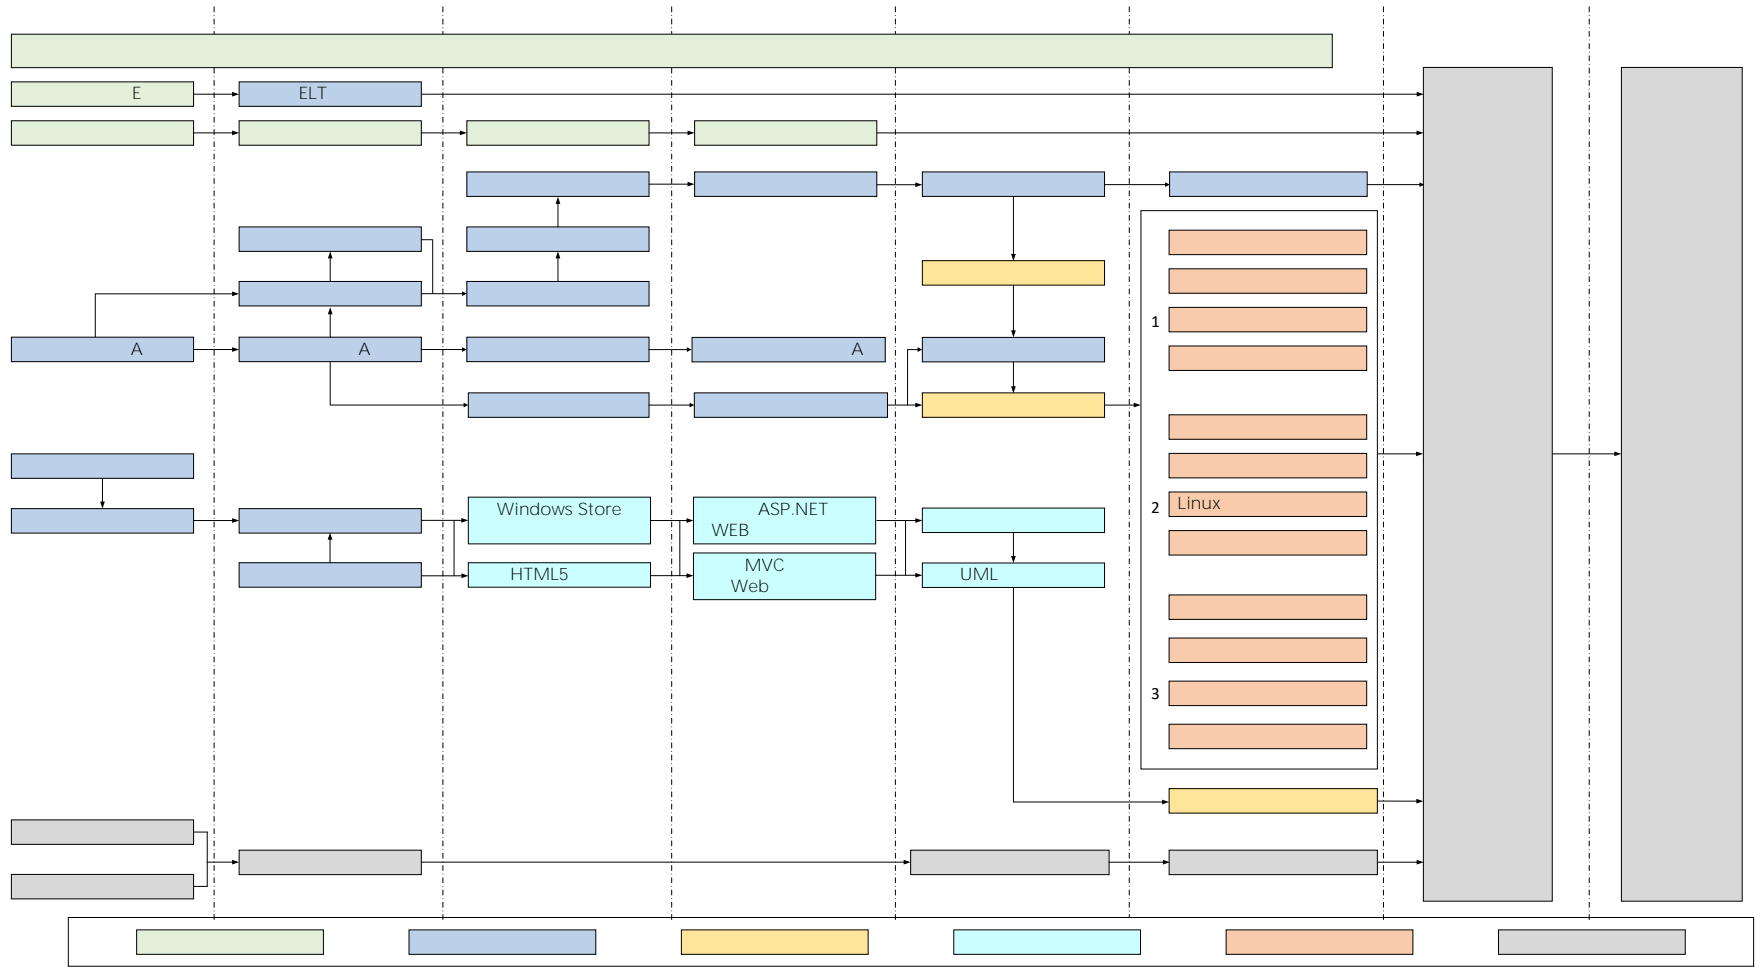 E
ELT
1
A
A
A
Windows Store
ASP.NET
WEB
2
Linux
HTML5
MVC
Web
UML
3